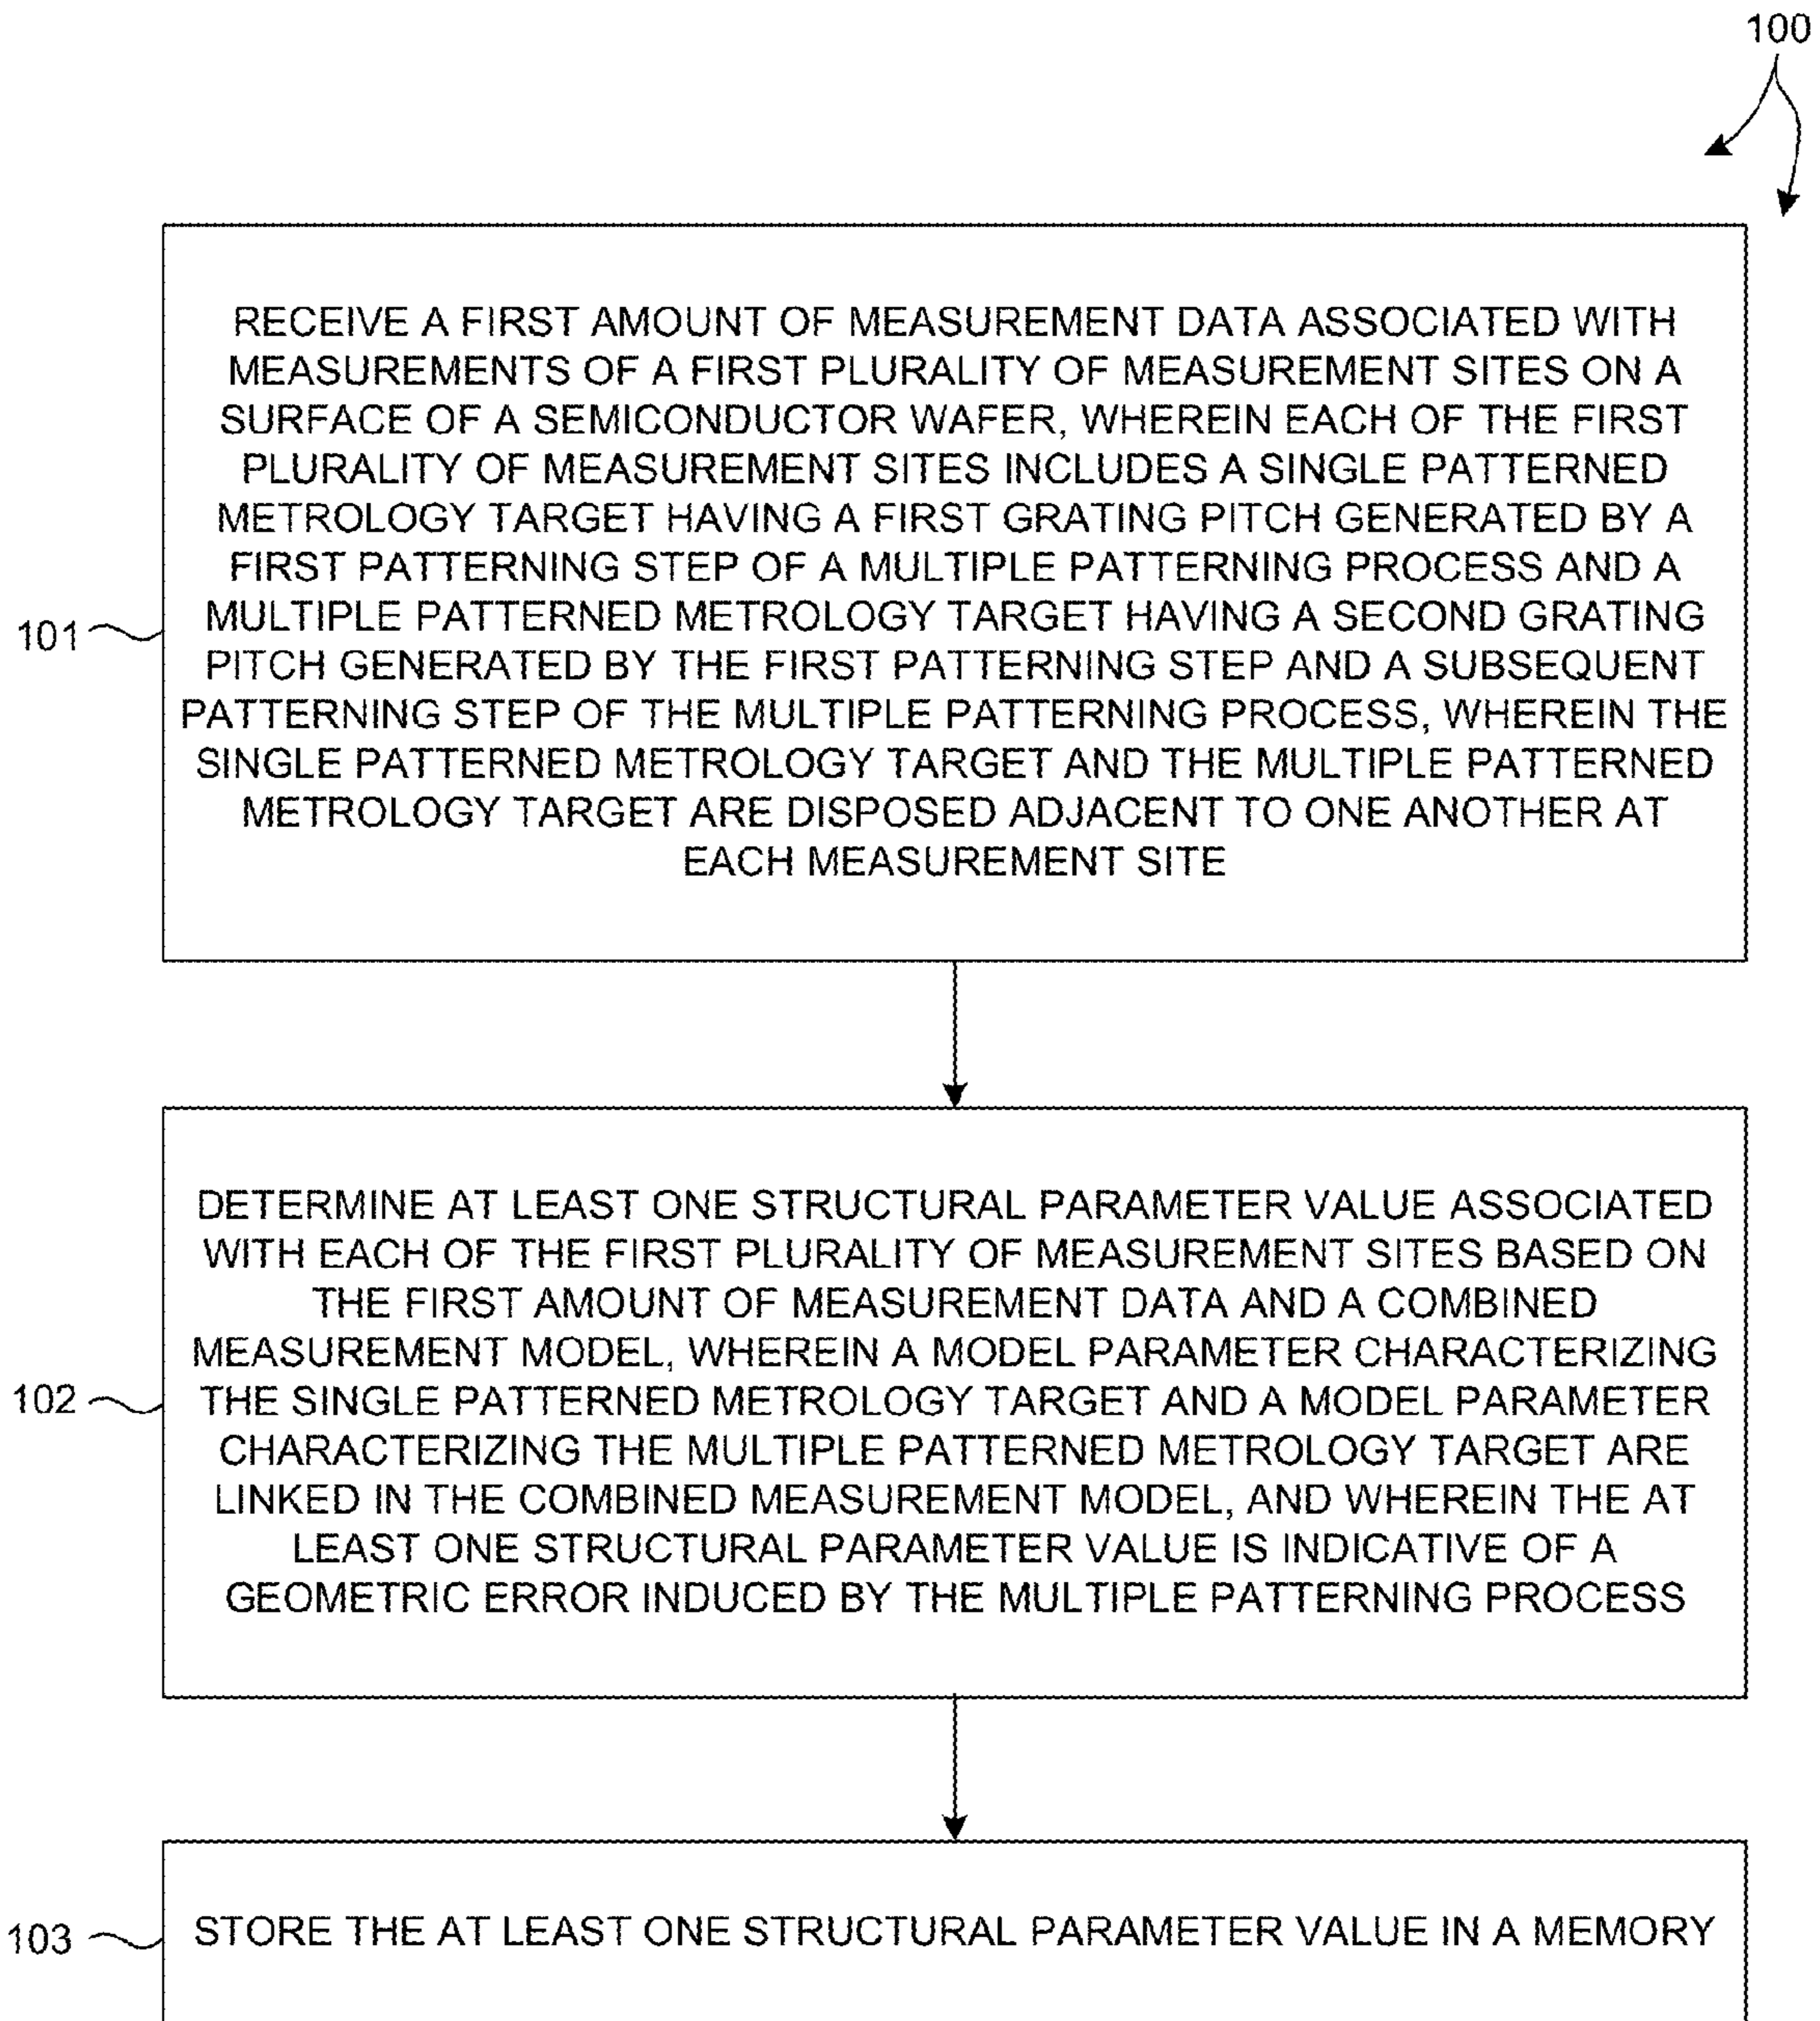 100
RECEIVE A FIRST AMOUNT OF MEASUREMENT DATA ASSOCIATED WITH
MEASUREMENTS OF A FIRST PLURALITY OF MEASUREMENT SITES ON A
SURFACE OF A SEMICONDUCTOR WAFER, WHEREIN EACH OF THE FIRST
PLURALITY OF MEASUREMENT SITES INCLUDES A SINGLE PATTERNED
METROLOGY TARGET HAVING A FIRST GRATING PITCH GENERATED BY A
FIRST PATTERNING STEP OF A MULTIPLE PATTERNING PROCESS AND A
MULTIPLE PATTERNED METROLOGY TARGET HAVING A SECOND GRATING
PITCH GENERATED BY THE FIRST PATTERNING STEP AND A SUBSEQUENT
PATTERNING STEP OF THE MULTIPLE PATTERNING PROCESS, WHEREIN THE
SINGLE PATTERNED METROLOGY TARGET AND THE MULTIPLE PATTERNED
METROLOGY TARGET ARE DISPOSED ADJACENT TO ONE ANOTHER AT
EACH MEASUREMENT SITE
101
DETERMINE AT LEAST ONE STRUCTURAL PARAMETER VALUE ASSOCIATED
WITH EACH OF THE FIRST PLURALITY OF MEASUREMENT SITES BASED ON
THE FIRST AMOUNT OF MEASUREMENT DATA AND A COMBINED
MEASUREMENT MODEL, WHEREIN A MODEL PARAMETER CHARACTERIZING
THE SINGLE PATTERNED METROLOGY TARGET AND A MODEL PARAMETER
CHARACTERIZING THE MULTIPLE PATTERNED METROLOGY TARGET ARE
LINKED IN THE COMBINED MEASUREMENT MODEL, AND WHEREIN THE AT
LEAST ONE STRUCTURAL PARAMETER VALUE IS INDICATIVE OF A
GEOMETRIC ERROR INDUCED BY THE MULTIPLE PATTERNING PROCESS
102
STORE THE AT LEAST ONE STRUCTURAL PARAMETER VALUE IN A MEMORY
103